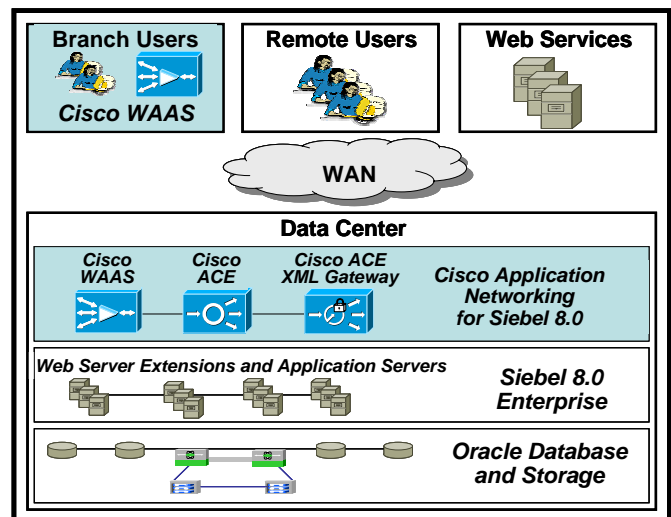 Branch Users
Cisco WAAS
Remote Users
Web Services
WAN
Data Center
Cisco
WAAS
Cisco
ACE
Cisco ACE
XML Gateway
Cisco Application
Networking
for Siebel 8.0
Web Server Extensions and Application Servers
Siebel 8.0
Enterprise
Oracle Database
and Storage